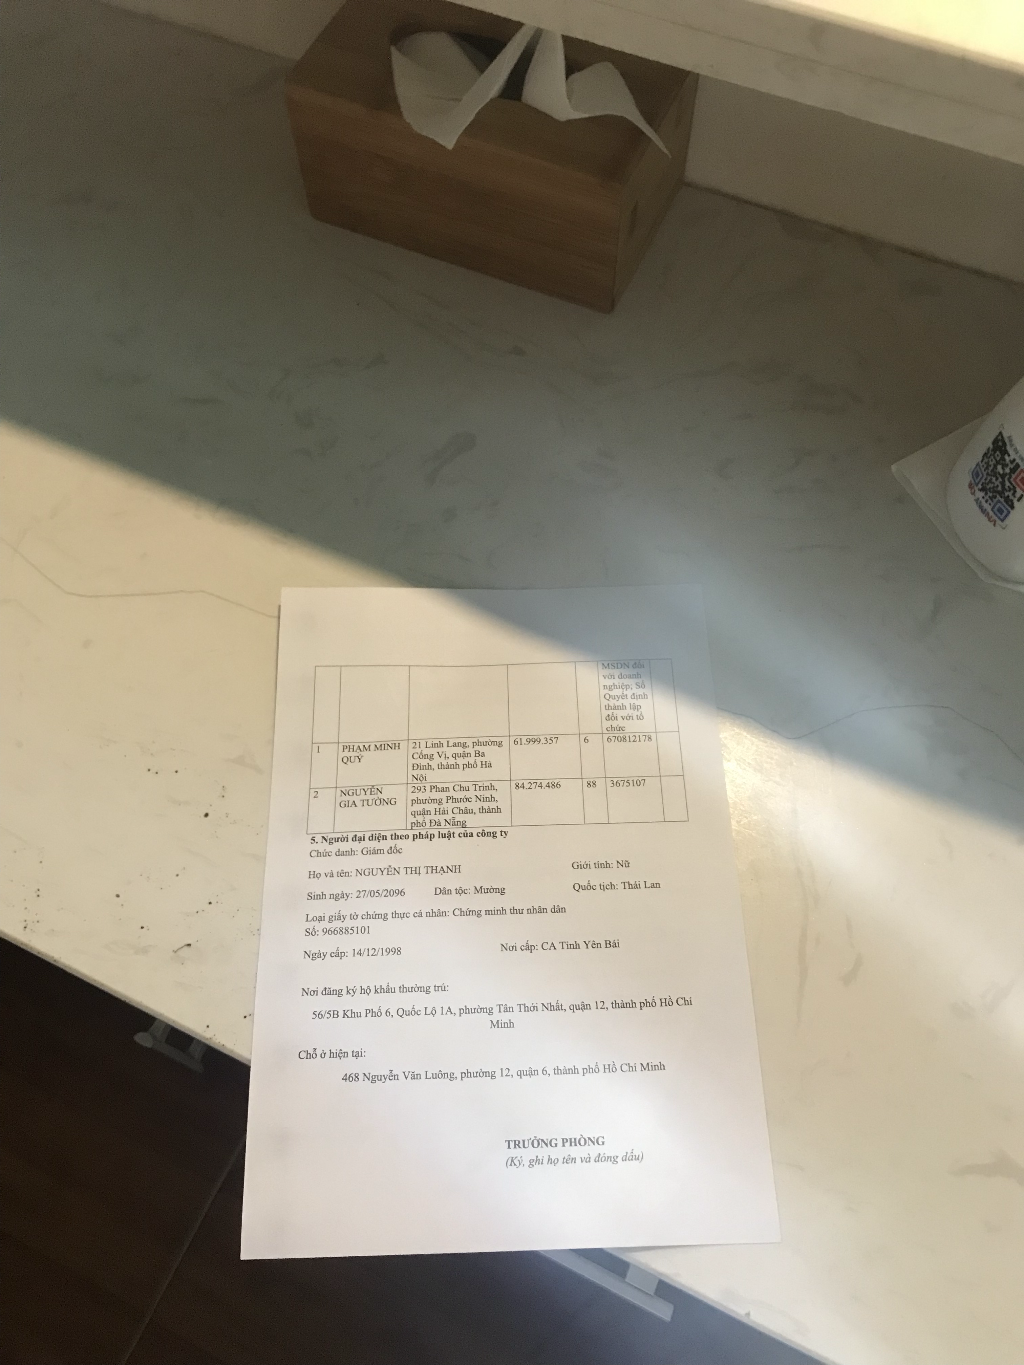 MSDN đối
với doanh
nghiệp; Số
Quyết định
thành lập
đối với tổ
chức
1 PHẠM MINH QUÝ 21 Linh Lang, phường Cống Vị, quận Ba Đình, thành phố Hà Nội 61.999.357 6 670812178
2 NGUYỄN GIA TƯỜNG 293 Phan Chu Trinh, phường Phước Ninh, quận Hải Châu, thành phố Đà Nẵng 84.274.486 88 3675107
5. Người đại diện theo pháp luật của công ty
Chức danh: Giám đốc
Họ và tên: NGUYỄN THỊ THẠNH Giới tính: Nữ
Sinh ngày: 27/05/2096 Dân tộc: Mường Quốc tịch: Thái Lan
Loại giấy tờ chứng thực cá nhân: Chứng minh thư nhân dân
Số: 966885101
Ngày cấp: 14/12/1998 Nơi cấp: CA Tỉnh Yên Bái
Nơi đăng ký hộ khẩu thường trú:
56/5B Khu Phố 6, Quốc Lộ 1A, phường Tân Thới Nhất, quận 12, thành phố Hồ Chí
Minh
Chỗ ở hiện tại:
468 Nguyễn Văn Luông, phường 12, quận 6, thành phố Hồ Chí Minh
TRƯỞNG PHÒNG
(Ký, ghi họ tên và đóng dấu)